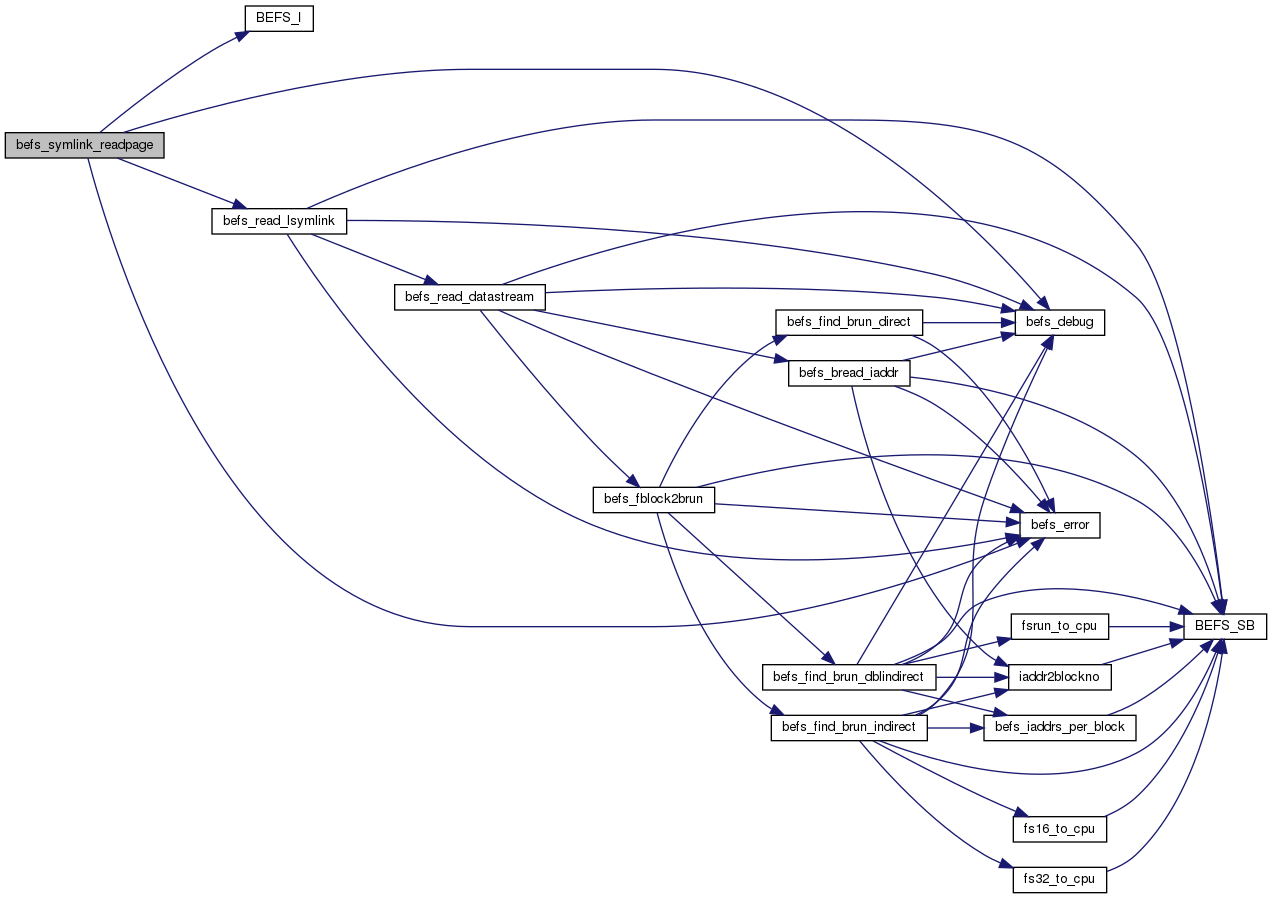 BEFS_I
befs_symlink_readpage
befs_read_lsymlink
befs_read_datastream
befs_find_brun_direct
befs_debug
befs_bread_iaddr
befs_fblock2brun
befs_error
fsrun_to_cpu
BEFS_SB
befs_find_brun_dblindirect
iaddr2blockno
befs_find_brun_indirect
befs_iaddrs_per_block
fs16_to_cpu
fs32_to_cpu